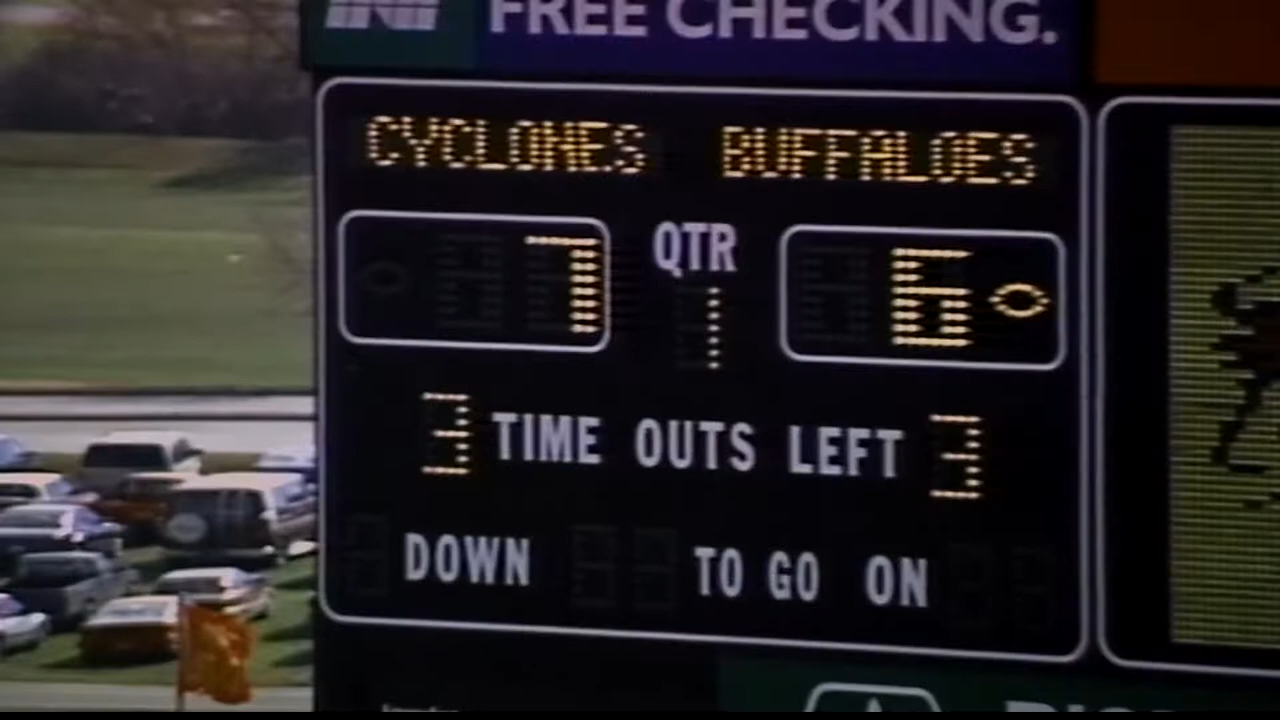 FREE CHECKING.
CYCLONES BUFFALOES
7 QTR 6
1
3 TIME OUTS LEFT 3
DOWN TO GO ON